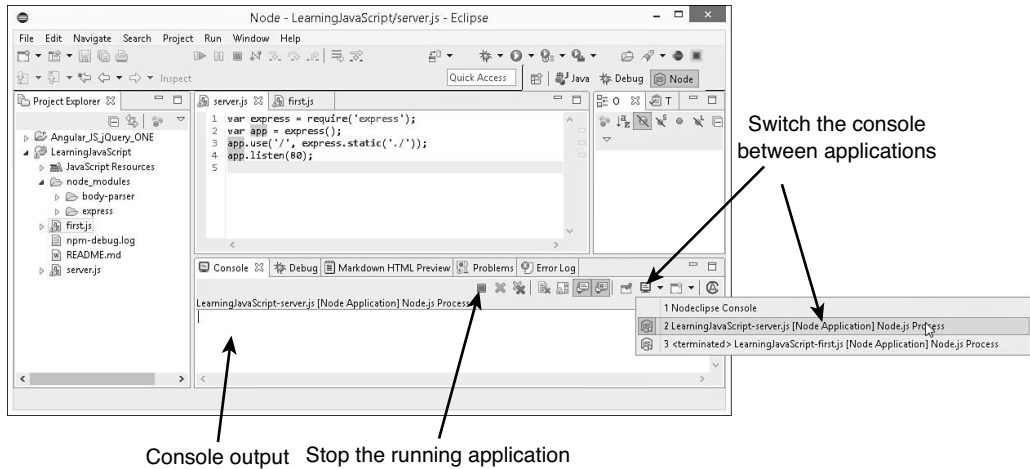 Node - LearningJavaScript/server.js - Eclipse
File Edit Navigate Search Project Run Window Help
Inspect
Quick Access
Java
Debug
Node
Project Explorer
server.js
first.js
O
T
Angular_JS_jQuery_ONE
LearningJavaScript
JavaScript Resources
node_modules
body-parser
express
first.js
npm-debug.log
README.md
server.js
1 var express = require('express');
2 var app = express();
3 app.use('/', express.static('./'));
4 app.listen(80);
5
Switch the console
between applications
Console
Debug
Markdown HTML Preview
Problems
Error Log
LearningJavaScript-server.js [Node Application] Node.js Process
1 Nodeclipse Console
2 LearningJavaScript-server.js [Node Application] Node.js Process
3 <terminated> LearningJavaScript-first.js [Node Application] Node.js Process
Console output
Stop the running application